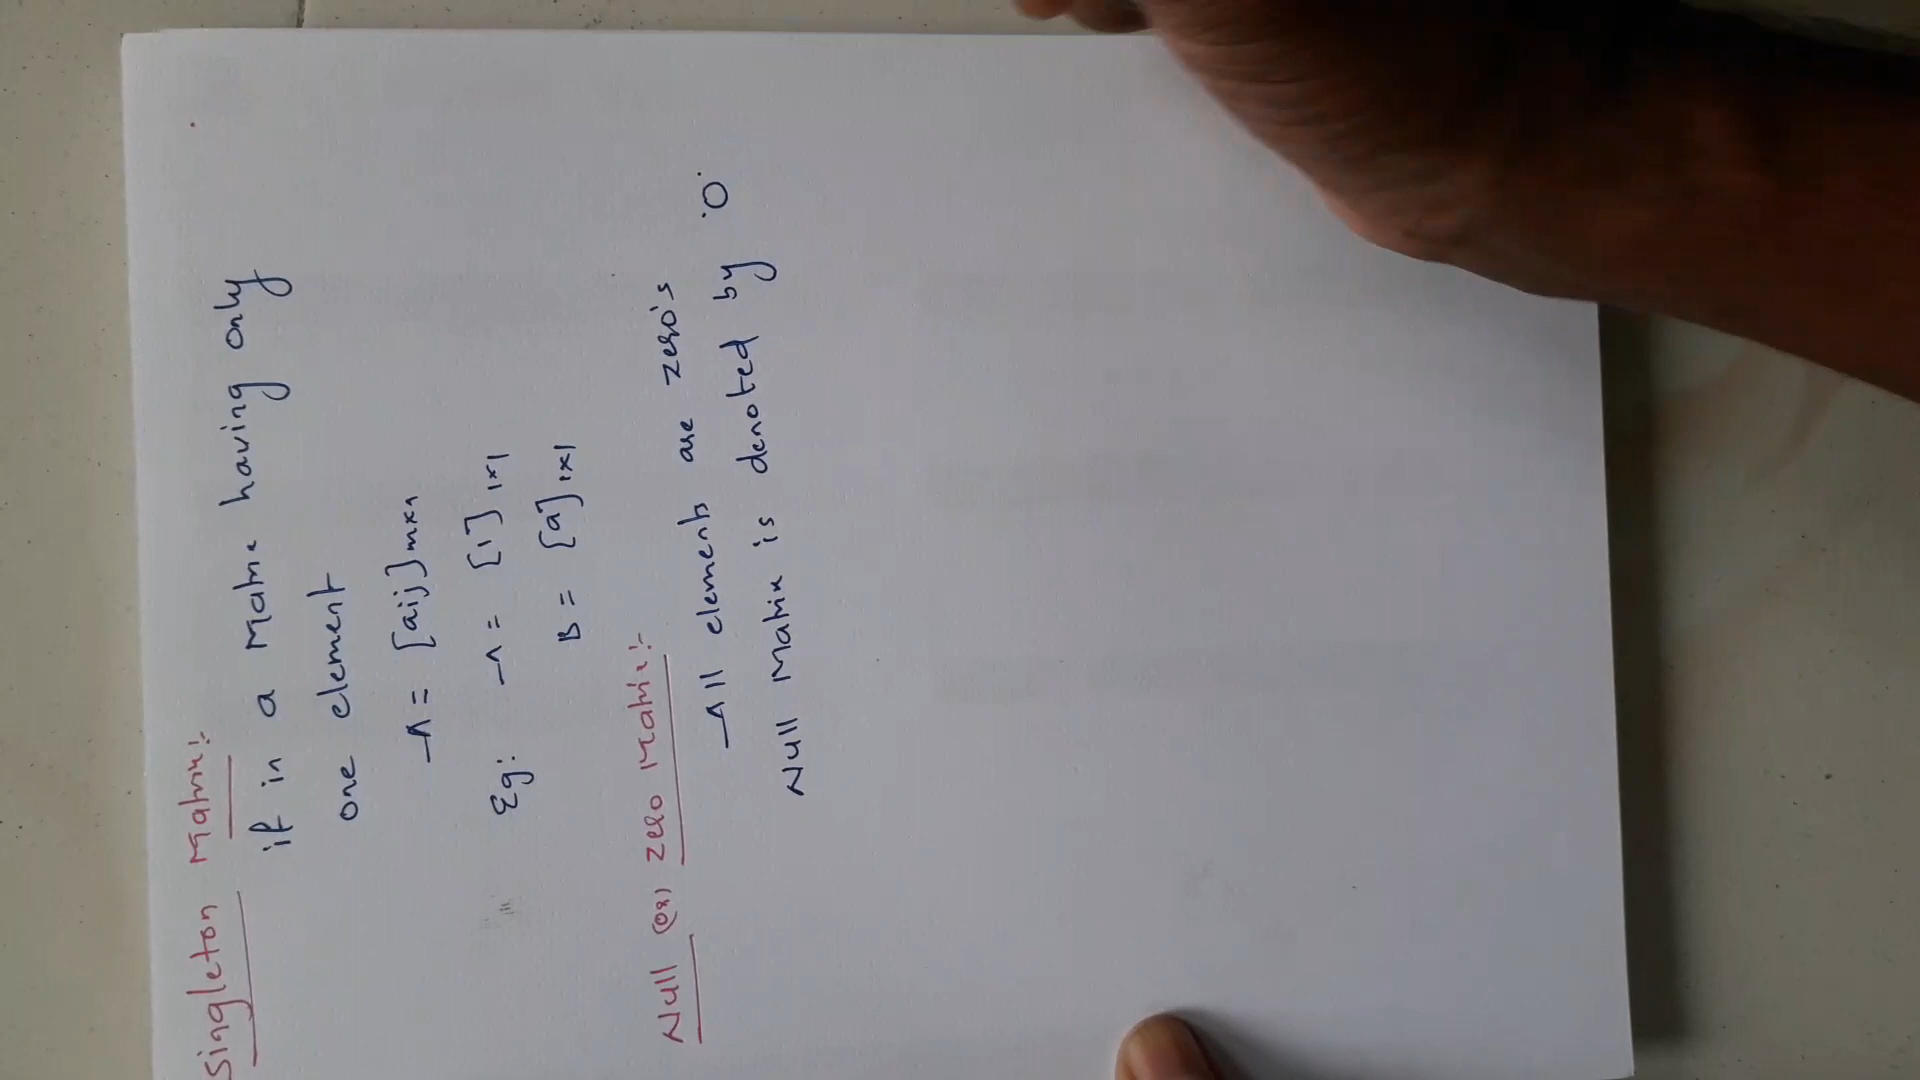 Singleton Matrix:-
if in a Matrix having only
one element
A = [aij]mxn
Eg: A = [1]1x1
B = [a]1x1
Null (or) zero Matrix:-
All elements are zero's
Null Matrix is denoted by 'O'